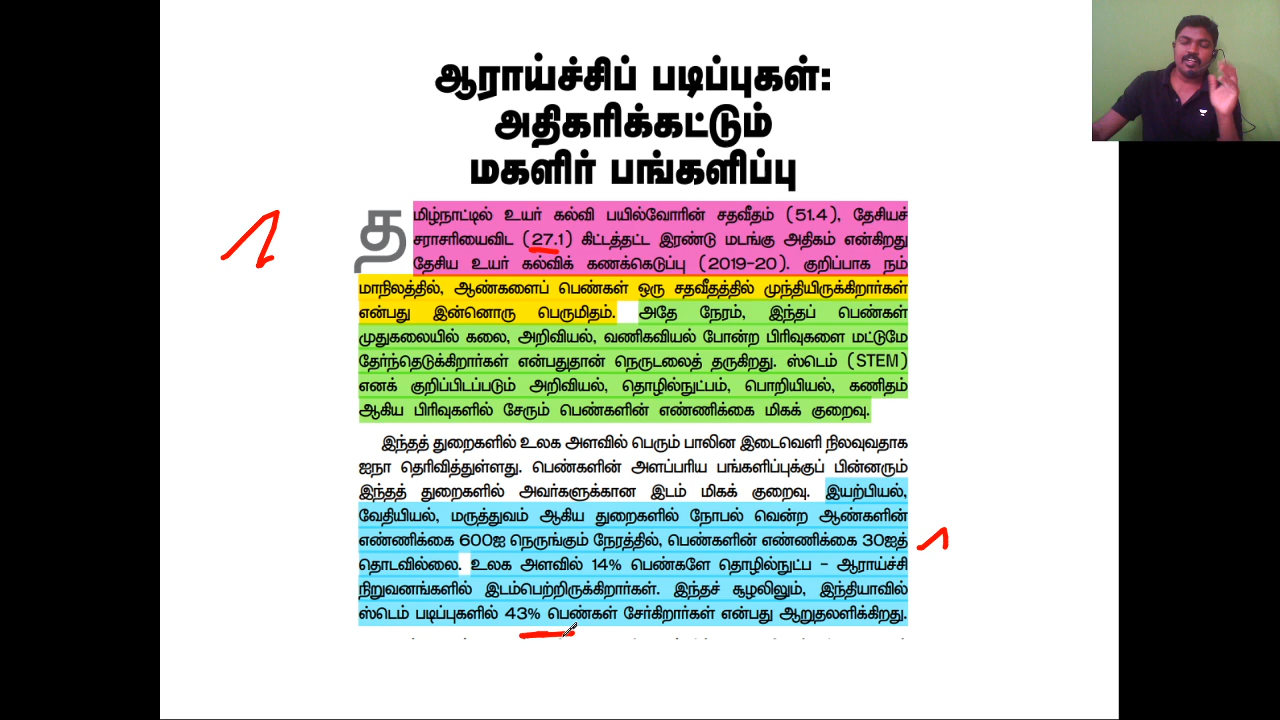 ஆராய்ச்சிப் படிப்புகள்:
அதிகரிக்கட்டும்
மகளிர் பங்களிப்பு
தமிழ்நாட்டில் உயர் கல்வி பயில்வோரின் சதவீதம் (51.4), தேசியச்
சராசரியைவிட (27.1) கிட்டத்தட்ட இரண்டு மடங்கு அதிகம் என்கிறது
தேசிய உயர் கல்விக் கணக்கெடுப்பு (2019-20). குறிப்பாக நம்
மாநிலத்தில், ஆண்களைப் பெண்கள் ஒரு சதவீதத்தில் முந்தியிருக்கிறார்கள்
என்பது இன்னொரு பெருமிதம். அதே நேரம், இந்தப் பெண்கள்
முதுகலையில் கலை, அறிவியல், வணிகவியல் போன்ற பிரிவுகளை மட்டுமே
தேர்ந்தெடுக்கிறார்கள் என்பதுதான் நெருடலைத் தருகிறது. ஸ்டெம் (STEM)
எனக் குறிப்பிடப்படும் அறிவியல், தொழில்நுட்பம், பொறியியல், கணிதம்
ஆகிய பிரிவுகளில் சேரும் பெண்களின் எண்ணிக்கை மிகக் குறைவு.
இந்தத் துறைகளில் உலக அளவில் பெரும் பாலின இடைவெளி நிலவுவதாக
ஐநா தெரிவித்துள்ளது. பெண்களின் அளப்பரிய பங்களிப்புக்குப் பின்னரும்
இந்தத் துறைகளில் அவர்களுக்கான இடம் மிகக் குறைவு. இயற்பியல்,
வேதியியல், மருத்துவம் ஆகிய துறைகளில் நோபல் வென்ற ஆண்களின்
எண்ணிக்கை 600ஐ நெருங்கும் நேரத்தில், பெண்களின் எண்ணிக்கை 30ஐத்
தொடவில்லை. உலக அளவில் 14% பெண்களே தொழில்நுட்ப - ஆராய்ச்சி
நிறுவனங்களில் இடம்பெற்றிருக்கிறார்கள். இந்தச் சூழலிலும், இந்தியாவில்
ஸ்டெம் படிப்புகளில் 43% பெண்கள் சேர்கிறார்கள் என்பது ஆறுதலளிக்கிறது.